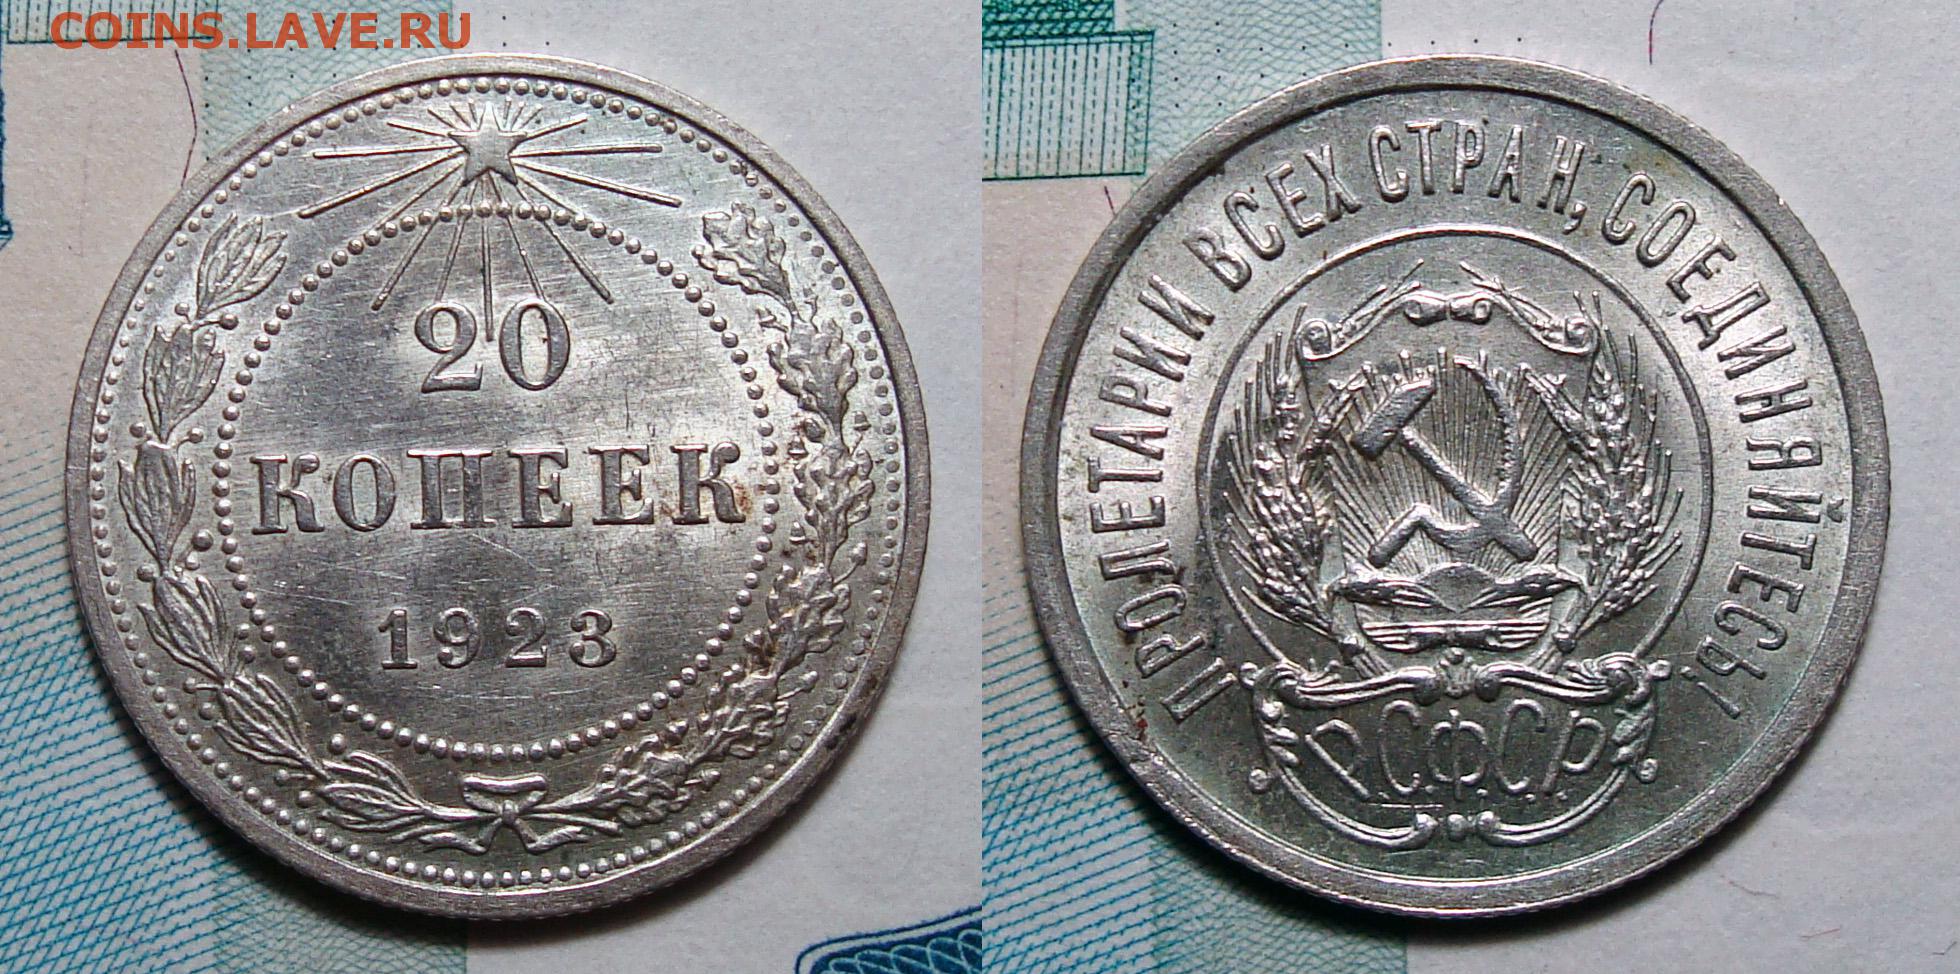 COINS.LAVE.RU
20
КОПЕЕК
1923
ПРОЛЕТАРИИ ВСЕХ СТРАН, СОЕДИНЯЙТЕСЬ!
Р.С.Ф.С.Р.